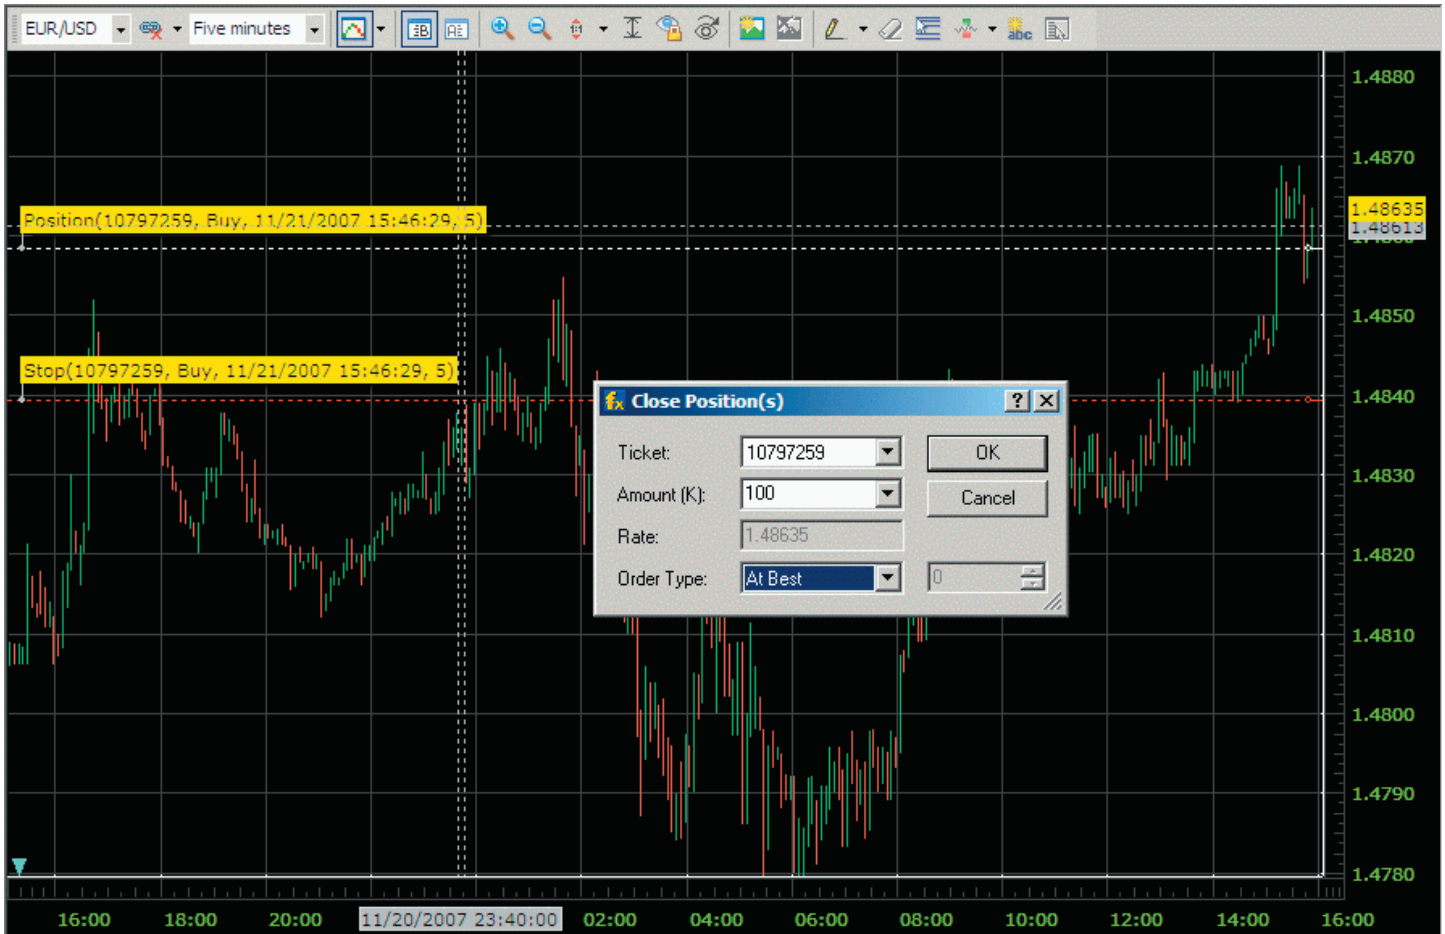 EUR/USD Five minutes
abc
1.4880
1.4870
Position(10797259, Buy, 11/21/2007 15:46:29, 5)
1.48635
1.48613
1.4850
Stop(10797259, Buy, 11/21/2007 15:46:29, 5)
1.4840
fx Close Position(s)
Ticket: 10797259 OK
1.4830
Amount (K): 100 Cancel
Rate: 1.48635
1.4820
Order Type: At Best 0
1.4810
1.4800
1.4790
1.4780
16:00 18:00 20:00 11/20/2007 23:40:00 02:00 04:00 06:00 08:00 10:00 12:00 14:00 16:00